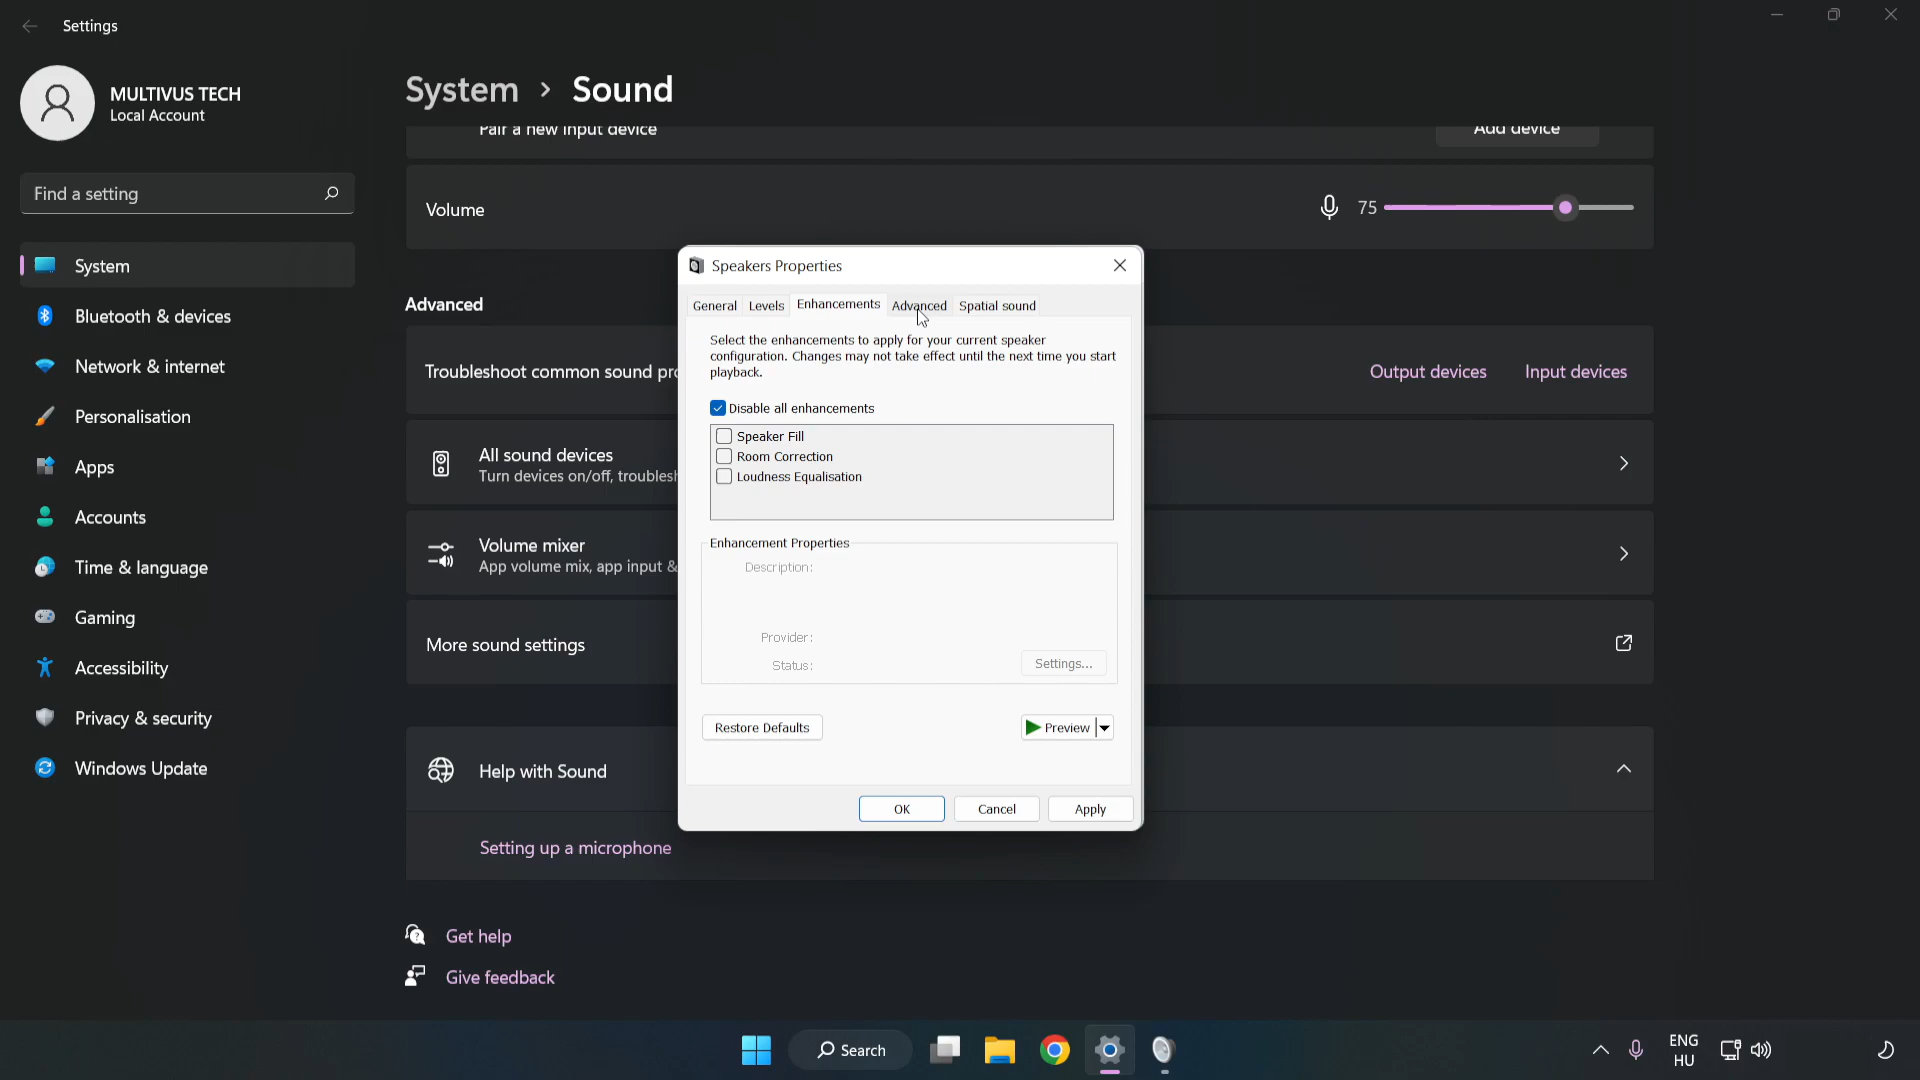 Settings
MULTIVUS TECH
Local Account
Find a setting
System
Bluetooth & devices
Network & internet
Personalisation
Apps
Accounts
Time & language
Gaming
Accessibility
Privacy & security
Windows Update
System > Sound
Pair a new input device
Add device
Volume
75
Advanced
Troubleshoot common sound pro
Output devices
Input devices
All sound devices
Turn devices on/off, troublesh
Volume mixer
App volume mix, app input &
More sound settings
Help with Sound
Setting up a microphone
Get help
Give feedback
Speakers Properties
General Levels Enhancements Advanced Spatial sound
Select the enhancements to apply for your current speaker
configuration. Changes may not take effect until the next time you start
playback.
Disable all enhancements
Speaker Fill
Room Correction
Loudness Equalisation
Enhancement Properties
Description:
Provider:
Status:
Settings...
Restore Defaults
Preview
OK
Cancel
Apply
Search
ENG
HU